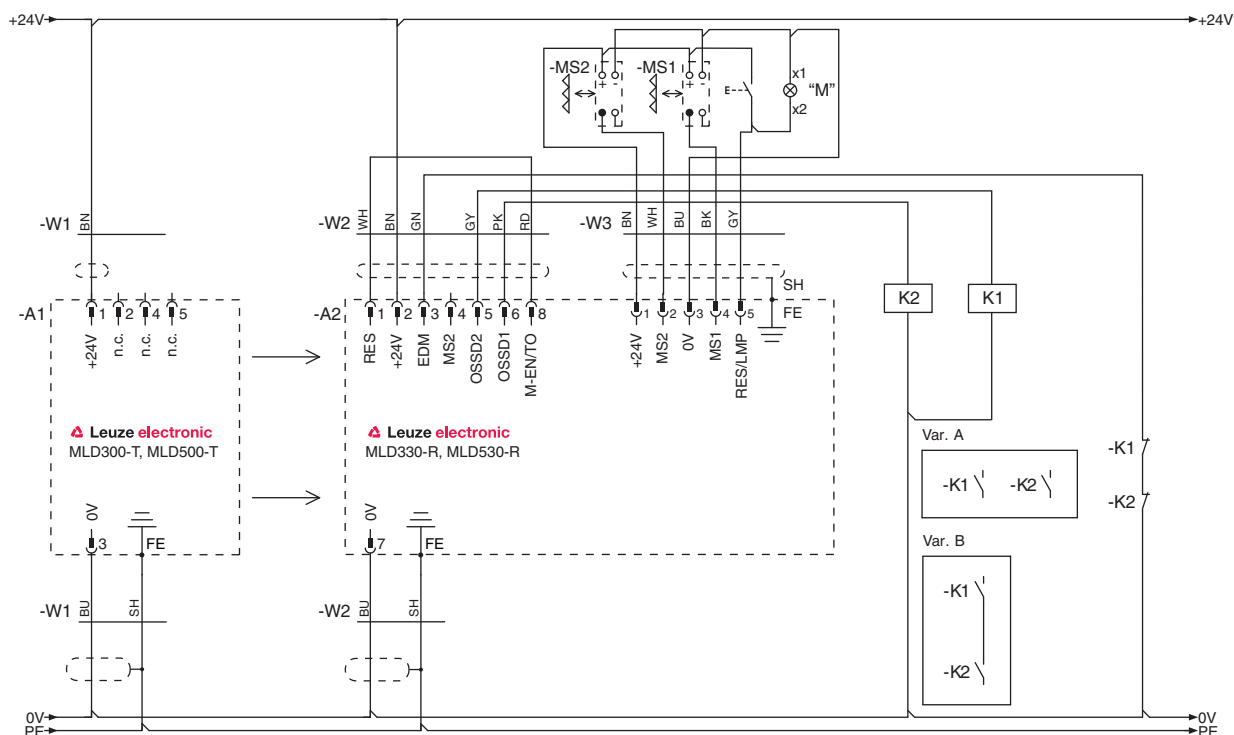 +24V +24V
-MS2 + - -MS1 + - E x1 "M" x2
-W1 BN -W2 WH BN GN GY PK RD -W3 BN WH BU BK GY
SH
-A1 1 2 4 5 -A2 1 2 3 4 5 6 8 1 2 3 4 5 FE K2 K1
+24V n.c. n.c. n.c. RES +24V EDM MS2 OSSD2 OSSD1 M-EN/TO +24V MS2 0V MS1 RES/LMP
Leuze electronic
MLD300-T, MLD500-T
Leuze electronic
MLD330-R, MLD530-R
Var. A
-K1 -K2
-K1
-K2
0V 3 FE 0V 7 FE
Var. B
-K1
-K2
-W1 BU SH -W2 BU SH
0V 0V
PE PE